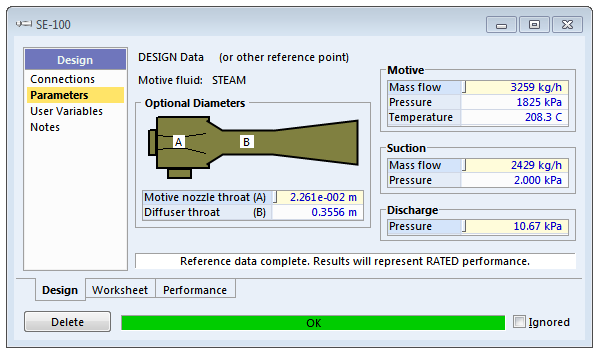 SE-100
Design
Connections
Parameters
User Variables
Notes
DESIGN Data (or other reference point)
Motive fluid: STEAM
Optional Diameters
A
B
Motive nozzle throat (A) 2.261e-002 m
Diffuser throat (B) 0.3556 m
Motive
Mass flow 3259 kg/h
Pressure 1825 kPa
Temperature 208.3 C
Suction
Mass flow 2429 kg/h
Pressure 2.000 kPa
Discharge
Pressure 10.67 kPa
Reference data complete. Results will represent RATED performance.
Design Worksheet Performance
Delete OK Ignored